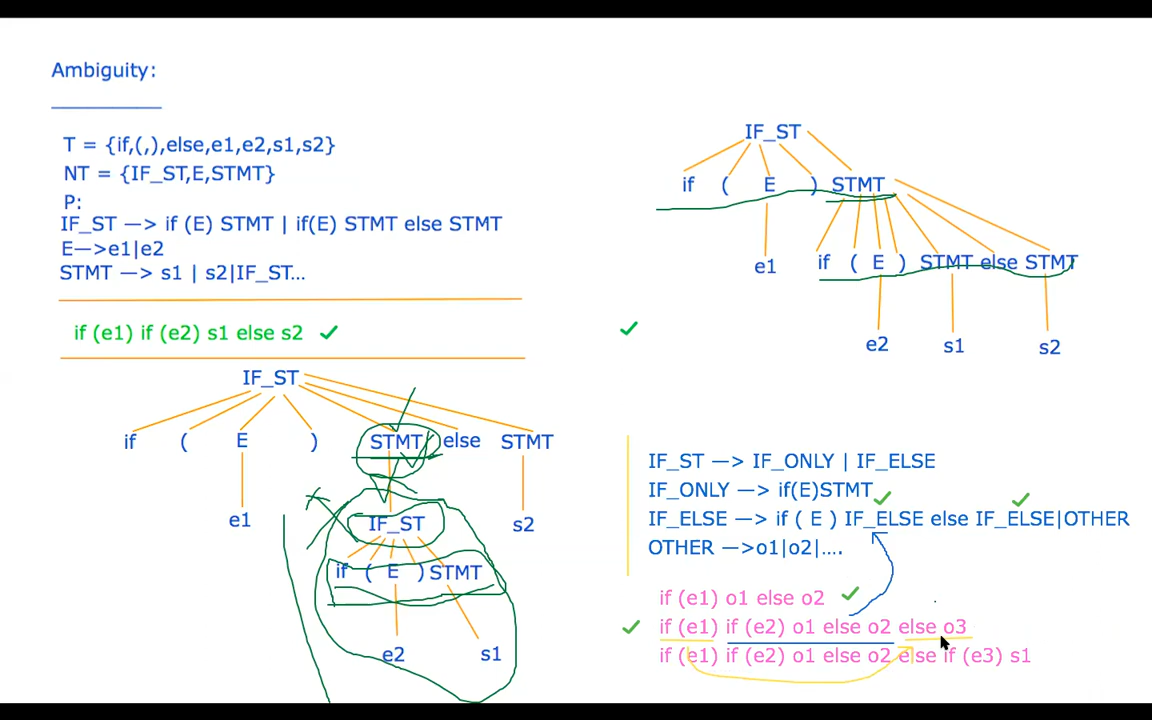 Ambiguity:
T = {if,(,),else,e1,e2,s1,s2}
NT = {IF_ST,E,STMT}
P:
IF_ST —> if (E) STMT | if(E) STMT else STMT
E—>e1|e2
STMT —> s1 | s2|IF_ST...
if (e1) if (e2) s1 else s2
IF_ST
if ( E ) STMT else STMT
e1 IF_ST s2
if ( E ) STMT
e2 s1
IF_ST
if ( E ) STMT
e1 if ( E ) STMT else STMT
e2 s1 s2
IF_ST —> IF_ONLY | IF_ELSE
IF_ONLY —> if(E)STMT
IF_ELSE —> if ( E ) IF_ELSE else IF_ELSE|OTHER
OTHER —>o1|o2|....
if (e1) o1 else o2
if (e1) if (e2) o1 else o2 else o3
if (e1) if (e2) o1 else o2 else if (e3) s1